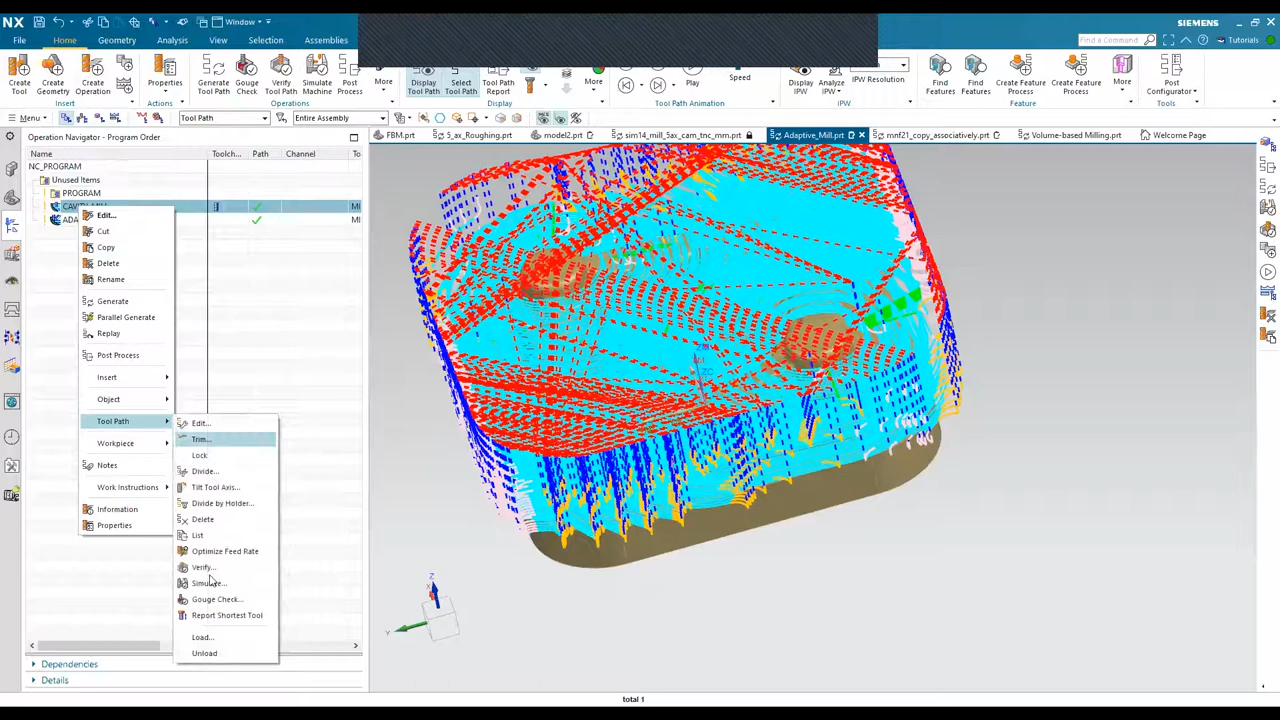 NX
Window
SIEMENS
File
Home
Geometry
Analysis
View
Selection
Assemblies
Find a Command
Tutorials
Create Tool
Create Geometry
Create Operation
Properties
Generate Tool Path
Gouge Check
Verify Tool Path
Simulate Machine
Post Process
More
Display Tool Path
Select Tool Path
Tool Path Report
More
Play
Speed
Display IPW
Analyze IPW
IPW Resolution
Find Features
Find Features
Create Feature Process
Create Feature Process
More
Post Configurator
Insert
Actions
Operations
Display
Tool Path Animation
IPW
Feature
Tools
Menu
Tool Path
Entire Assembly
Operation Navigator - Program Order
FBM.prt
5_ax_Roughing.prt
model2.prt
sim14_mill_5ax_cam_tnc_mm.prt
Adaptive_Mill.prt
mnf21_copy_associatively.prt
Volume-based Milling.prt
Welcome Page
Name
Toolch...
Path
Channel
To
NC_PROGRAM
Unused Items
PROGRAM
MI
ADA
MI
Edit...
Cut
Copy
Delete
Rename
Generate
Parallel Generate
Replay
Post Process
Insert
Object
Tool Path
Workpiece
Notes
Work Instructions
Information
Properties
Edit...
Trim...
Lock
Divide...
Tilt Tool Axis...
Divide by Holder...
Delete
List
Optimize Feed Rate
Verify...
Simulate...
Gouge Check...
Report Shortest Tool
Load...
Unload
ZC
Z
X
Y
Dependencies
Details
total 1